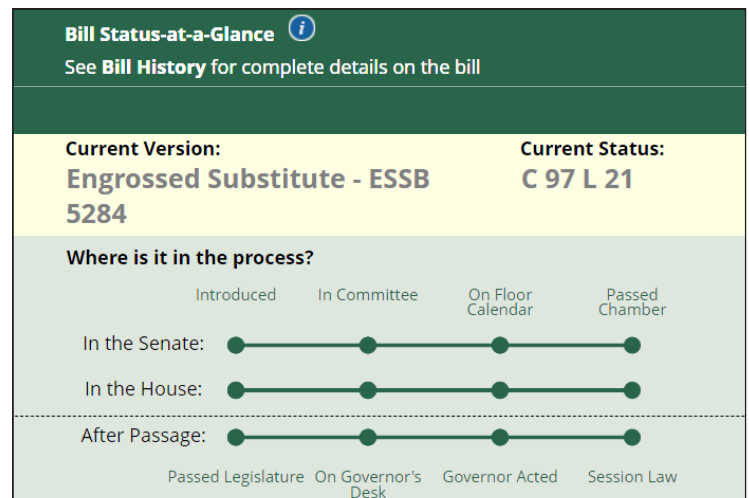 Bill Status-at-a-Glance i
See Bill History for complete details on the bill
Current Version:
Engrossed Substitute - ESSB
5284
Current Status:
C 97 L 21
Where is it in the process?
Introduced
In Committee
On Floor
Calendar
Passed
Chamber
In the Senate:
In the House:
After Passage:
Passed Legislature
On Governor's
Desk
Governor Acted
Session Law